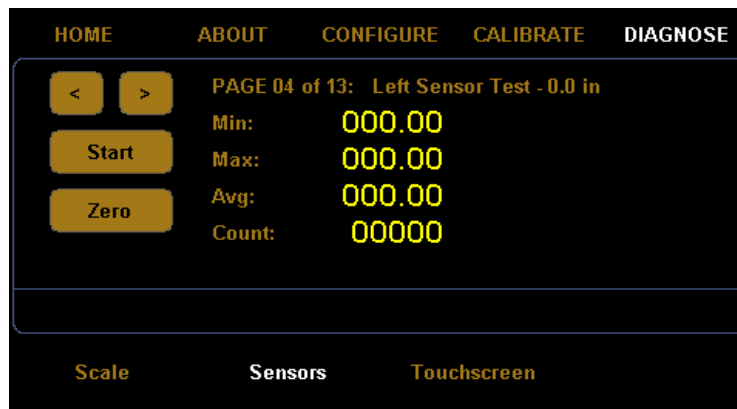 HOME ABOUT CONFIGURE CALIBRATE DIAGNOSE
< > PAGE 04 of 13: Left Sensor Test - 0.0 in
Min: 000.00
Start Max: 000.00
Zero Avg: 000.00
Count: 00000
Scale Sensors Touchscreen